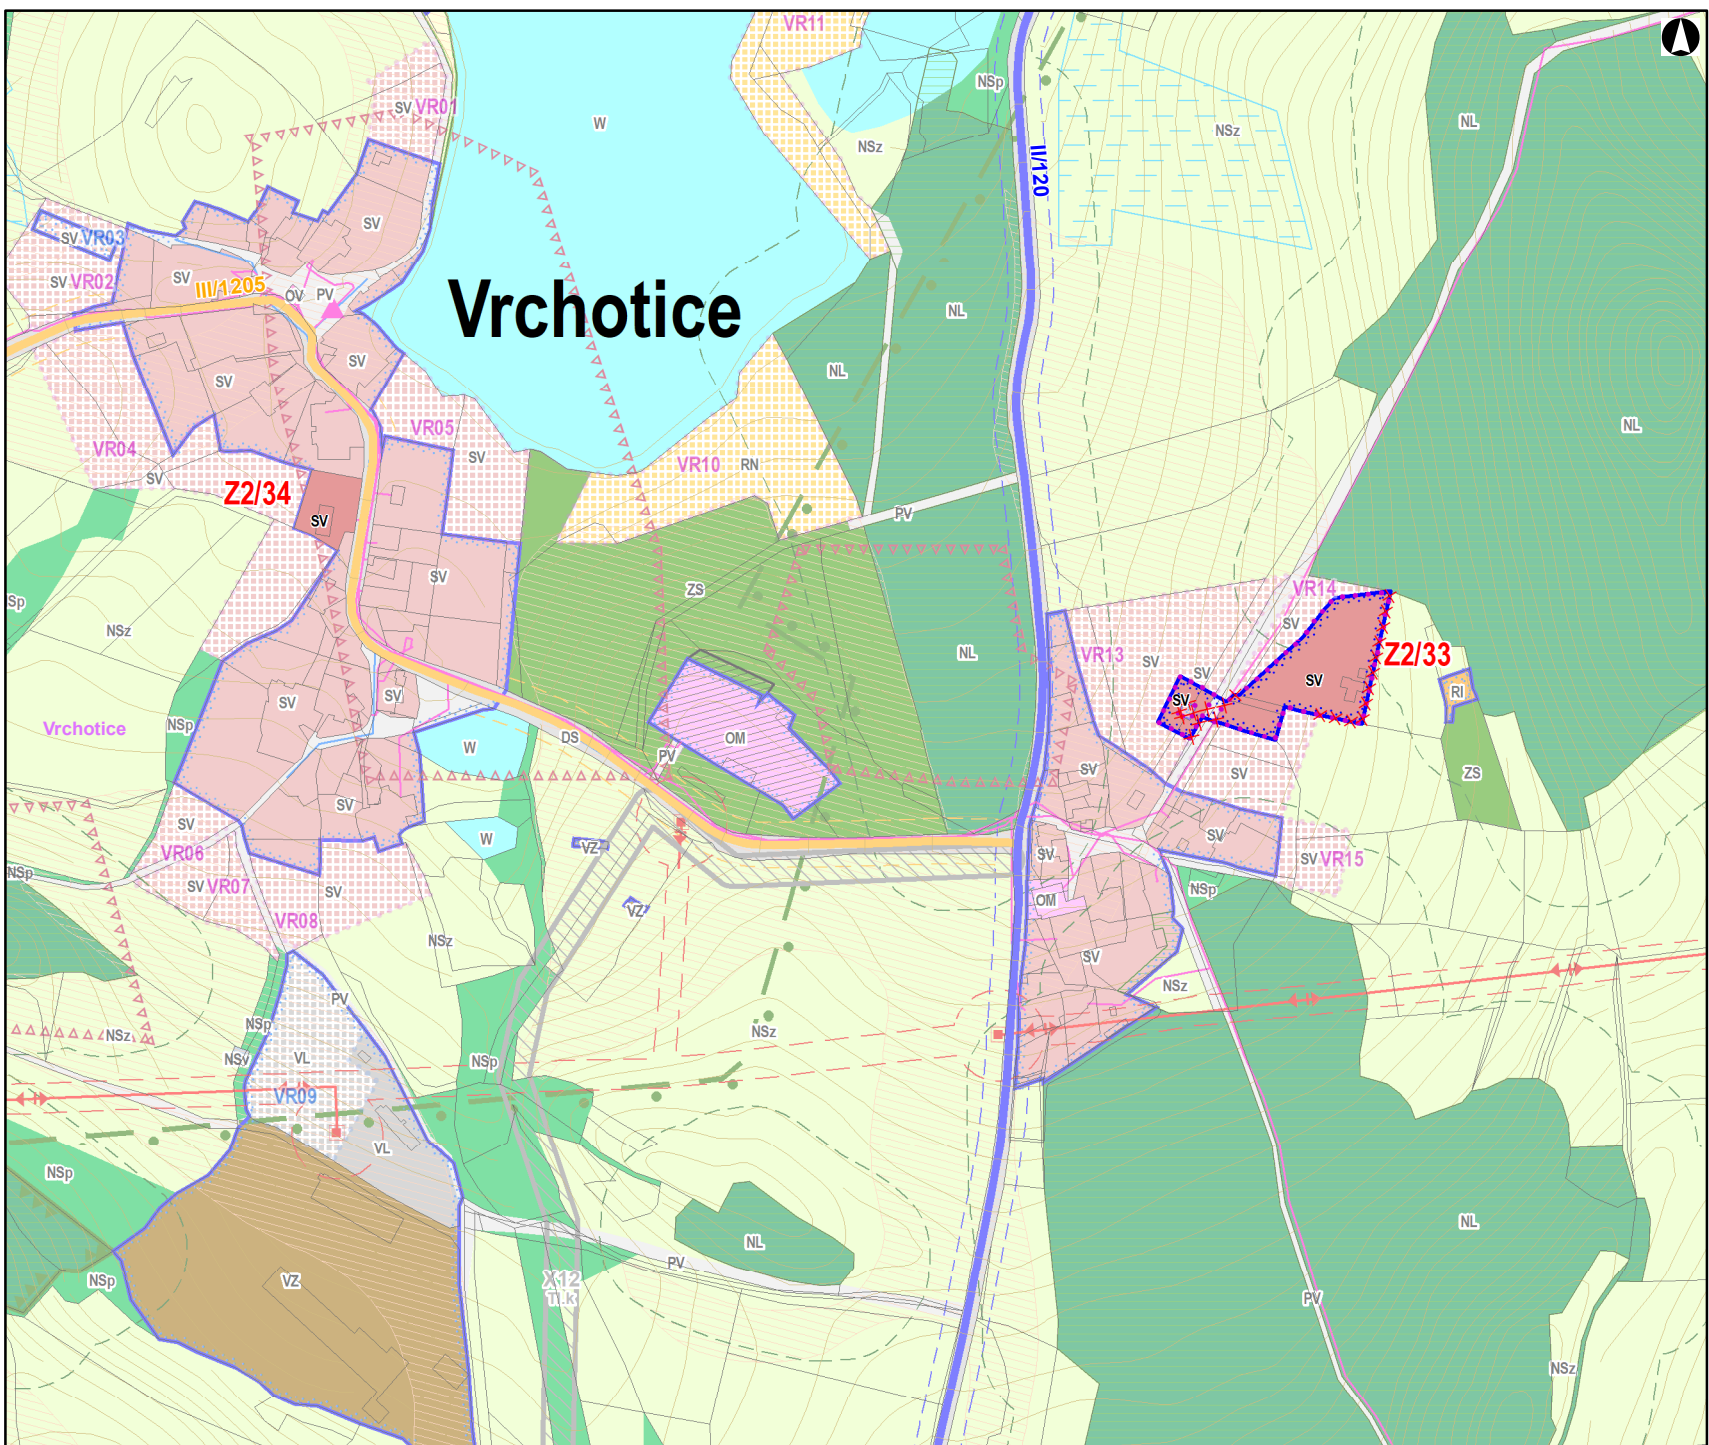 VR11
NSp
SV VR01
W
NL
NSz
NSz
II/120
SV
SV VR03
SV VR02
SV
III/1205
OV
PV
Vrchotice
NL
SV
NL
SV
NL
VR05
VR04
SV
SV
VR10
RN
Z2/34
SV
PV
SV
ZS
VR14
Sp
NSz
SV
NL
VR13
SV
Z2/33
SV
SV
RI
SV
SV
SV
NSp
Vrchotice
DS
OM
W
PV
SV
SV
ZS
SV
SV
SV
W
VZ
VR06
SV
SV VR15
NSp
SV VR07
SV
NSp
OM
VZ
VR08
NSz
SV
NSz
PV
NSp
NSz
NSz
VL
NSv
NSp
VR09
VL
NSp
NL
NL
PV
NSp
VZ
X12
TI.k
PV
NSz